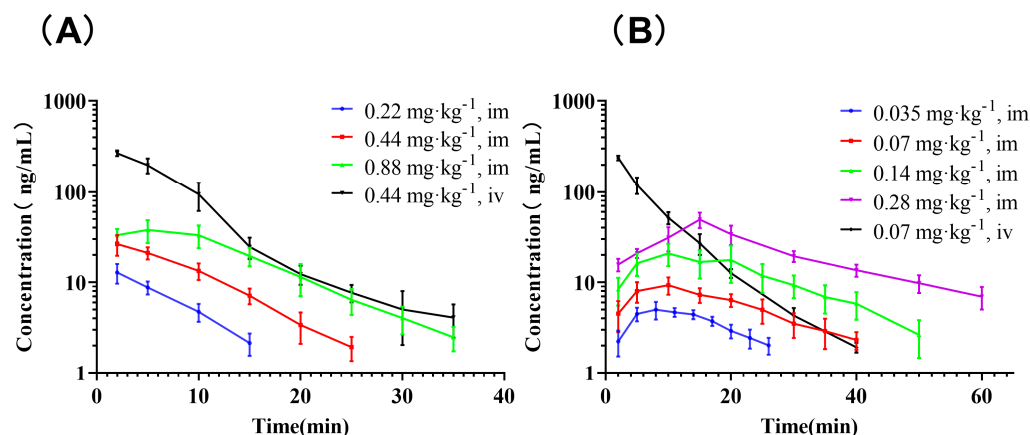 (A)
1000
100
10
1
0
10
20
30
40
Concentration( ng/mL)
Time(min)
0.22 mg·kg⁻¹, im
0.44 mg·kg⁻¹, im
0.88 mg·kg⁻¹, im
0.44 mg·kg⁻¹, iv
(B)
1000
100
10
1
0
20
40
60
Concentration( ng/mL)
Time(min)
0.035 mg·kg⁻¹, im
0.07 mg·kg⁻¹, im
0.14 mg·kg⁻¹, im
0.28 mg·kg⁻¹, im
0.07 mg·kg⁻¹, iv